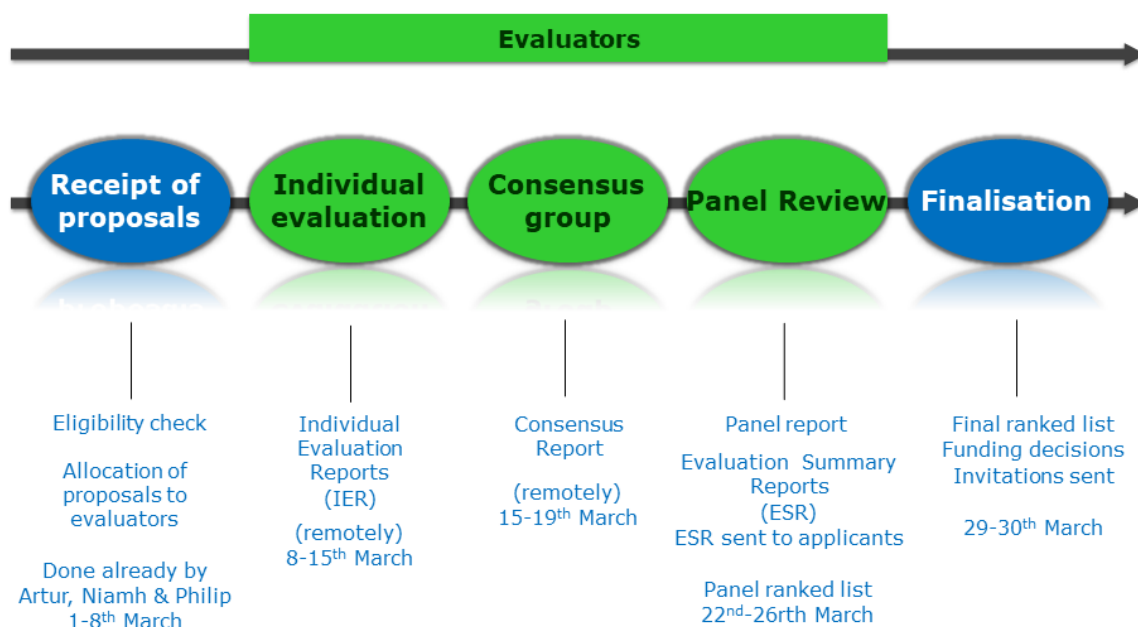 Evaluators
Receipt of
proposals
Individual
evaluation
Consensus
group
Panel Review
Finalisation
Eligibility check
Allocation of
proposals to
evaluators
Done already by
Artur, Niamh & Philip
1-8th March
Individual
Evaluation
Reports
(IER)
(remotely)
8-15th March
Consensus
Report
(remotely)
15-19th March
Panel report
Evaluation Summary
Reports
(ESR)
ESR sent to applicants
Panel ranked list
22nd-26rth March
Final ranked list
Funding decisions
Invitations sent
29-30th March